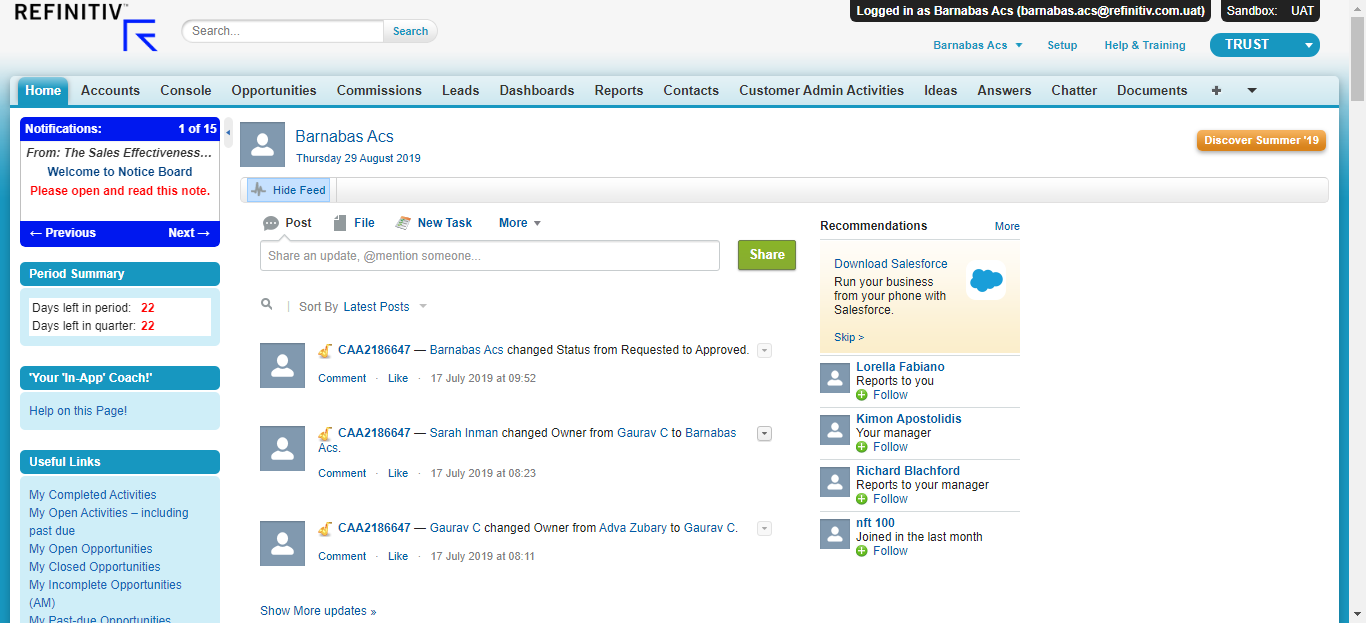 REFINITIV™
Search...
Search
Logged in as Barnabas Acs (barnabas.acs@refinitiv.com.uat)
Sandbox: UAT
Barnabas Acs
Setup
Help & Training
TRUST
Home
Accounts
Console
Opportunities
Commissions
Leads
Dashboards
Reports
Contacts
Customer Admin Activities
Ideas
Answers
Chatter
Documents
Notifications: 1 of 15
From: The Sales Effectiveness...
Welcome to Notice Board
Please open and read this note.
← Previous Next →
Period Summary
Days left in period: 22
Days left in quarter: 22
'Your 'In-App' Coach!'
Help on this Page!
Useful Links
My Completed Activities
My Open Activities – including
past due
My Open Opportunities
My Closed Opportunities
My Incomplete Opportunities
(AM)
My Past-due Opportunities
Barnabas Acs
Thursday 29 August 2019
Discover Summer '19
Hide Feed
Post
File
New Task
More
Share an update, @mention someone...
Share
Sort By Latest Posts
CAA2186647 — Barnabas Acs changed Status from Requested to Approved.
Comment · Like · 17 July 2019 at 09:52
CAA2186647 — Sarah Inman changed Owner from Gaurav C to Barnabas
Acs.
Comment · Like · 17 July 2019 at 08:23
CAA2186647 — Gaurav C changed Owner from Adva Zubary to Gaurav C.
Comment · Like · 17 July 2019 at 08:11
Show More updates »
Recommendations More
Download Salesforce
Run your business
from your phone with
Salesforce.
Skip >
Lorella Fabiano
Reports to you
Follow
Kimon Apostolidis
Your manager
Follow
Richard Blachford
Reports to your manager
Follow
nft 100
Joined in the last month
Follow